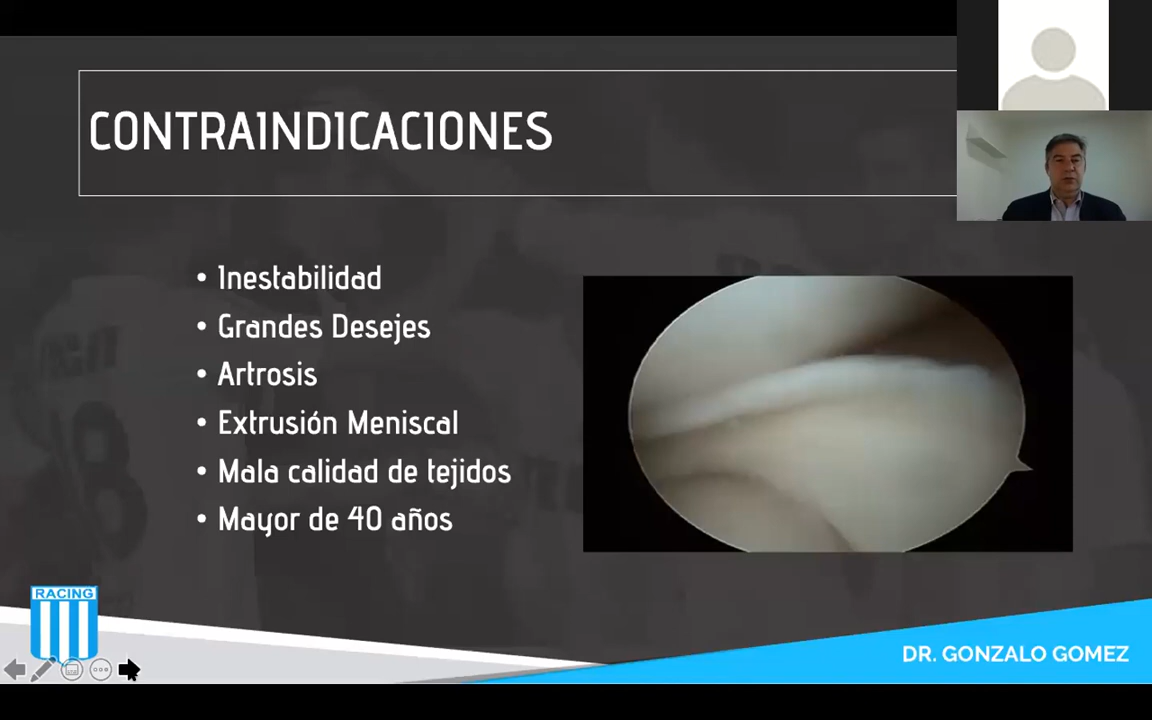 CONTRAINDICACIONES
• Inestabilidad
• Grandes Desejes
• Artrosis
• Extrusión Meniscal
• Mala calidad de tejidos
• Mayor de 40 años
RACING
DR. GONZALO GOMEZ